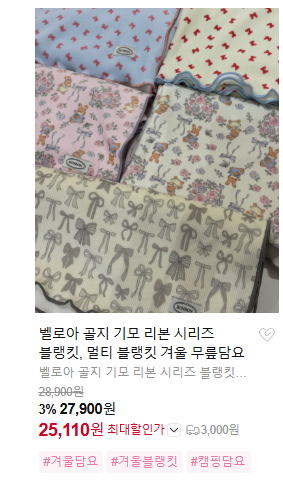 벨로아 골지 기모 리본 시리즈
블랭킷, 멀티 블랭킷 겨울 무릎담요
벨로아 골지 기모 리본 시리즈 블랭킷...
28,900원
3% 27,900원
25,110원 최대할인가 3,000원
#겨울담요 #겨울블랭킷 #캠핑담요